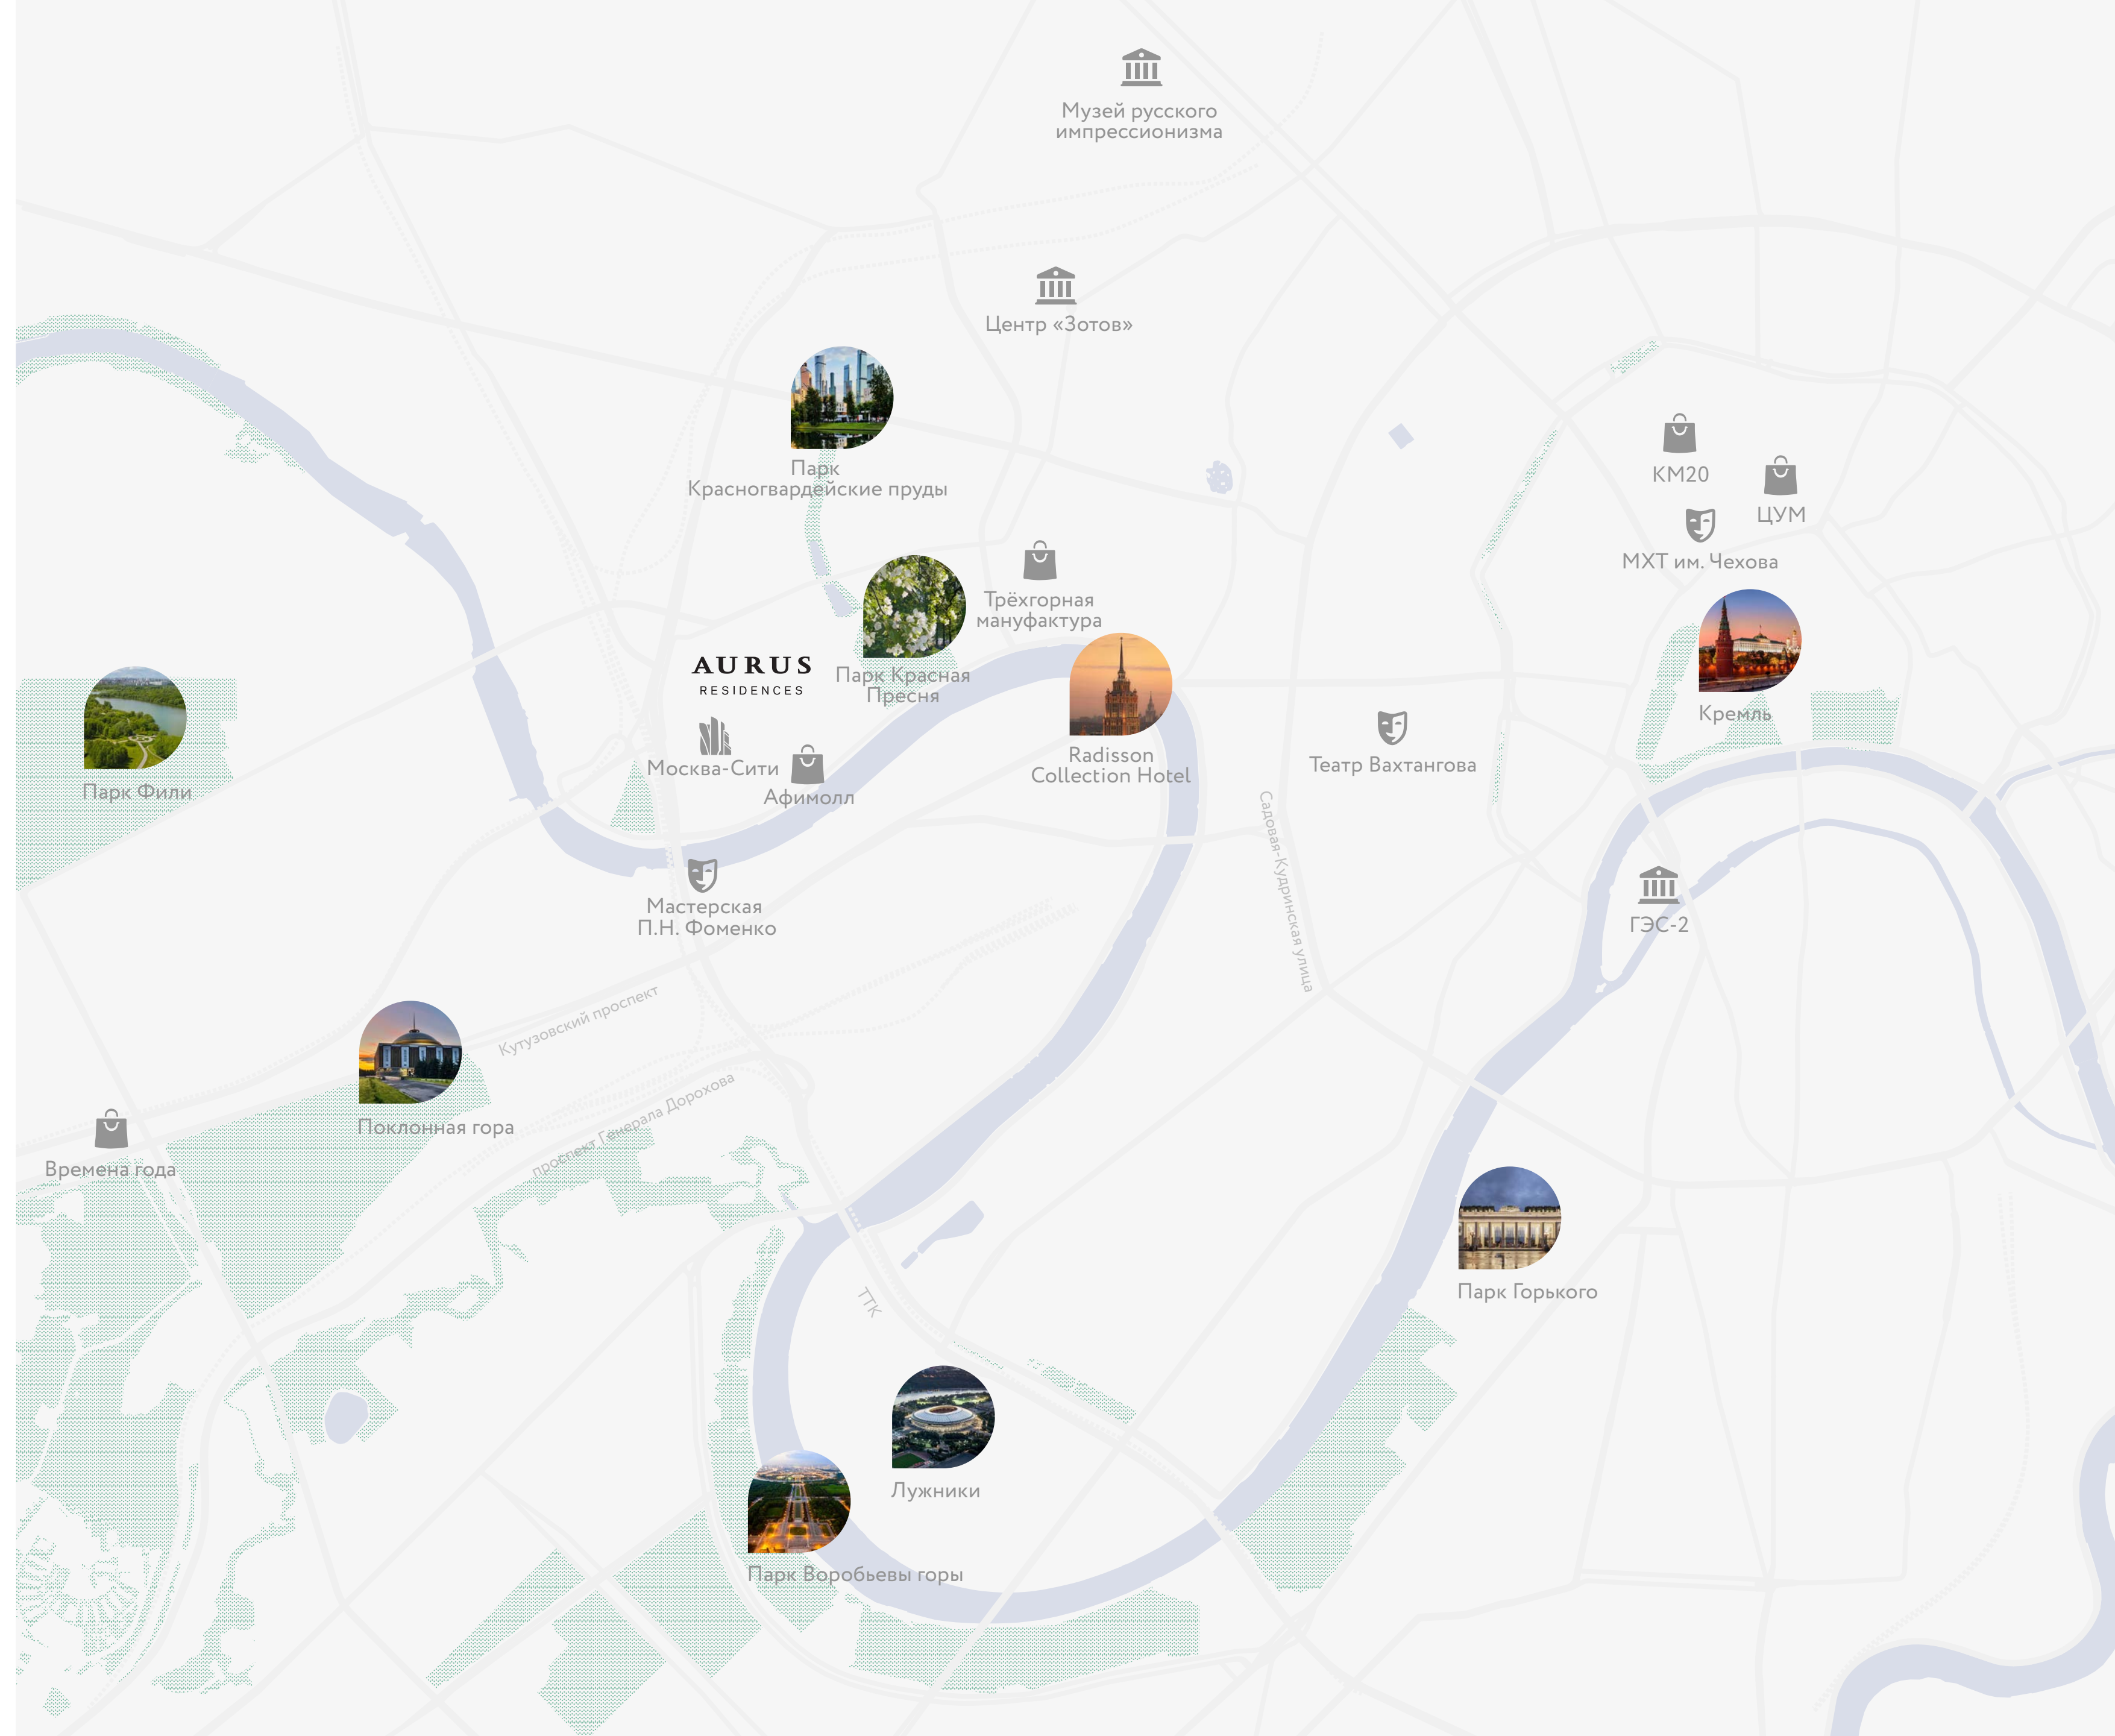 Музей русского
импрессионизма
Центр «Зотов»
Парк
Красногвардейские пруды
КМ20
ЦУМ
МХТ им. Чехова
Трёхгорная
мануфактура
AURUS
RESIDENCES
Парк Красная
Пресня
Кремль
Radisson
Collection Hotel
Театр Вахтангова
Москва-Сити
Афимолл
Парк Фили
Садовая-Кудринская улица
Мастерская
П.Н. Фоменко
ГЭС-2
Кутузовский проспект
проспект Генерала Дорохова
Поклонная гора
Времена года
ТТК
Парк Горького
Лужники
Парк Воробьевы горы